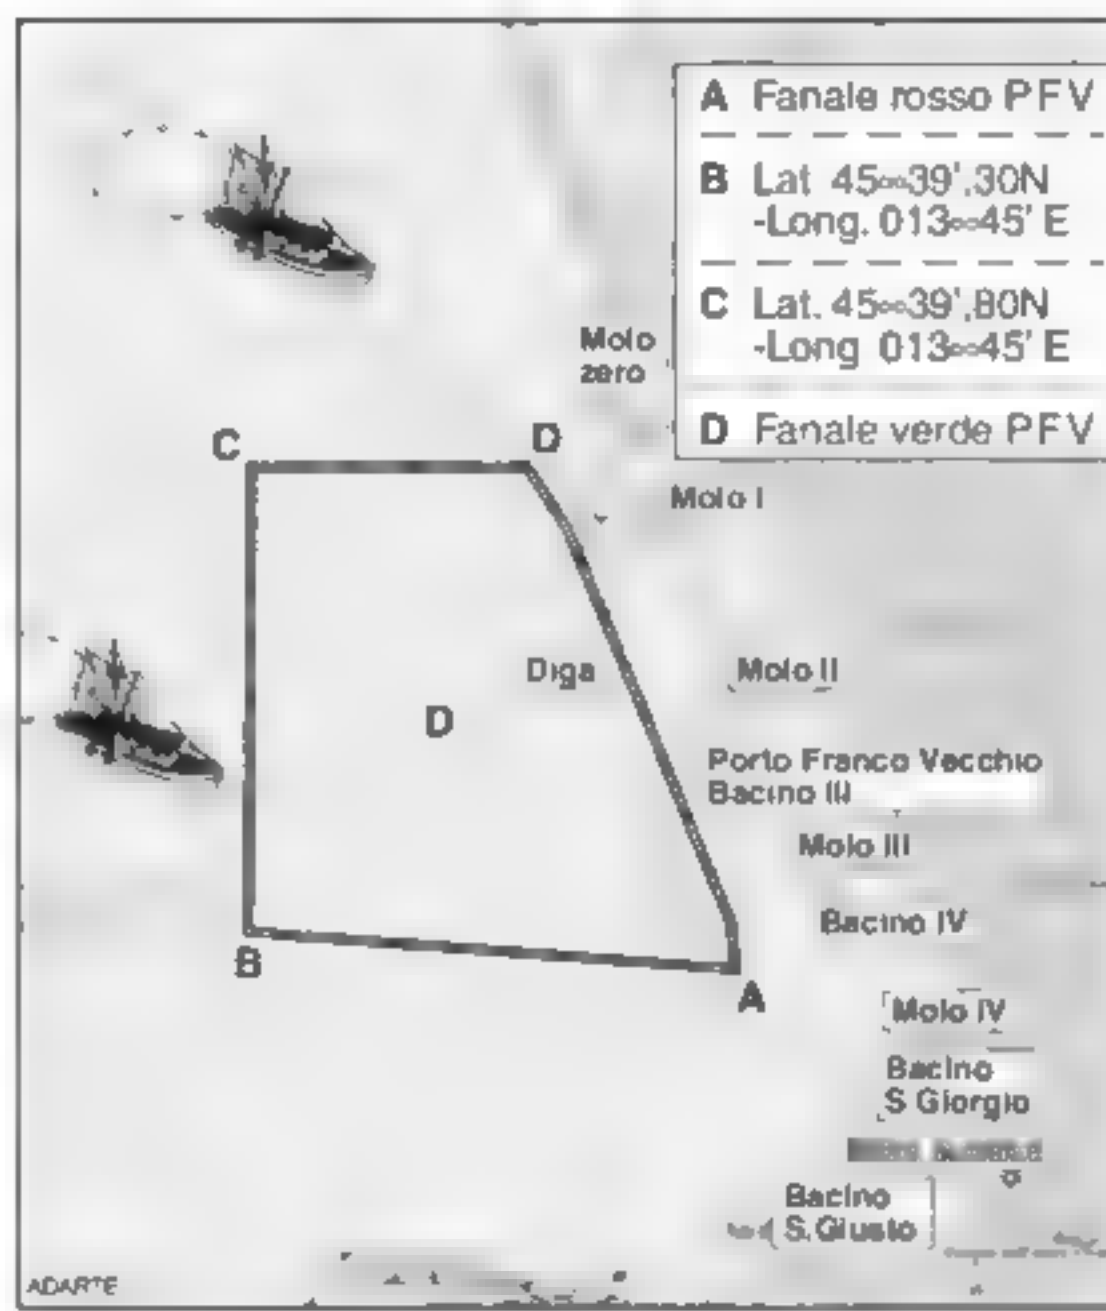 A Fanale rosso PFV
B Lat 45∞39',30N
-Long. 013∞45' E
C Lat. 45∞39',80N
-Long 013∞45' E
D Fanale verde PFV
Molo
zero
C
D
Molo I
Diga
Molo II
D
Porto Franco Vecchio
Bacino III
Molo III
Bacino IV
B
A
Molo IV
Bacino
S Giorgio
Bacino
S. Giusto
ADARTE